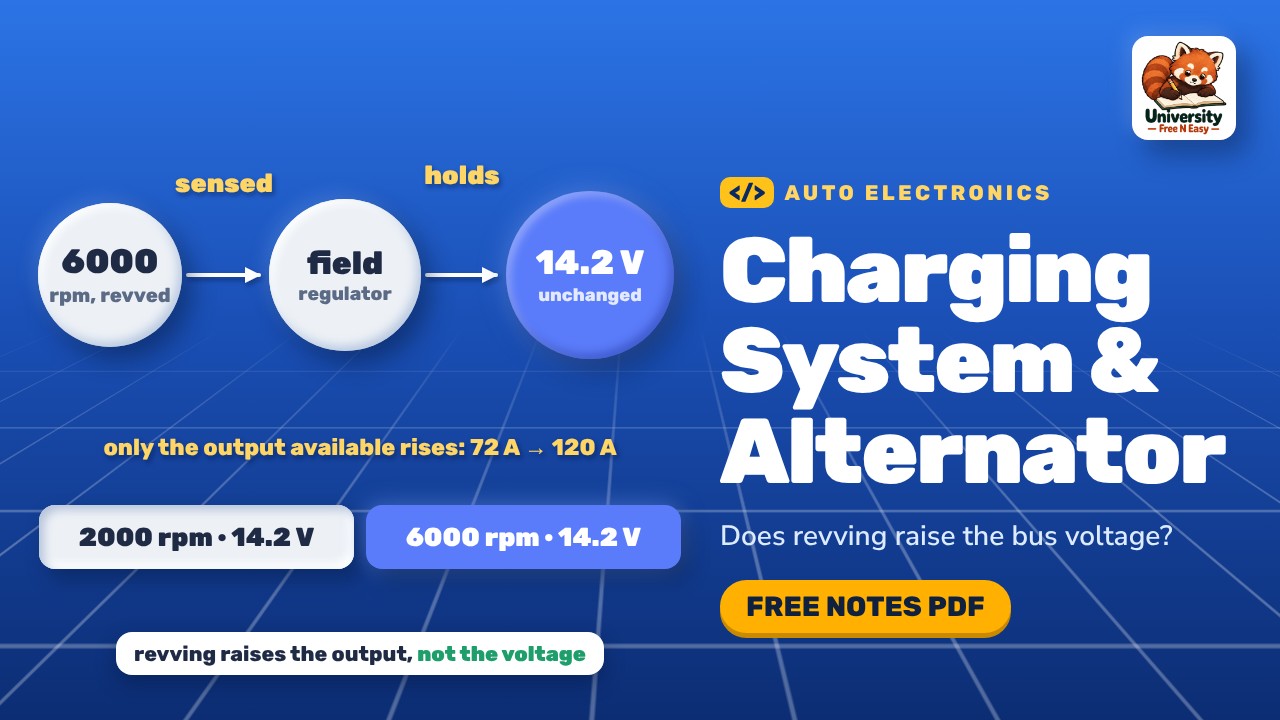 University
Free N Easy
sensed
holds
6000
rpm, revved
field
regulator
14.2 V
unchanged
only the output available rises: 72 A → 120 A
2000 rpm • 14.2 V
6000 rpm • 14.2 V
revving raises the output, not the voltage
</> AUTO ELECTRONICS
Charging
System &
Alternator
Does revving raise the bus voltage?
FREE NOTES PDF